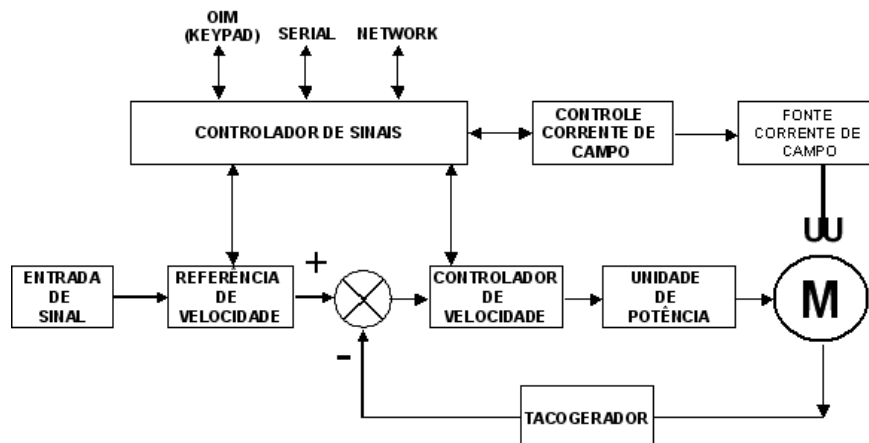 OIM
(KEYPAD)
SERIAL
NETWORK
CONTROLADOR DE SINAIS
CONTROLE
CORRENTE DE
CAMPO
FONTE
CORRENTE DE
CAMPO
ENTRADA
DE
SINAL
REFERÊNCIA
DE
VELOCIDADE
+
-
CONTROLADOR
DE
VELOCIDADE
UNIDADE
DE
POTÊNCIA
M
TACOGERADOR